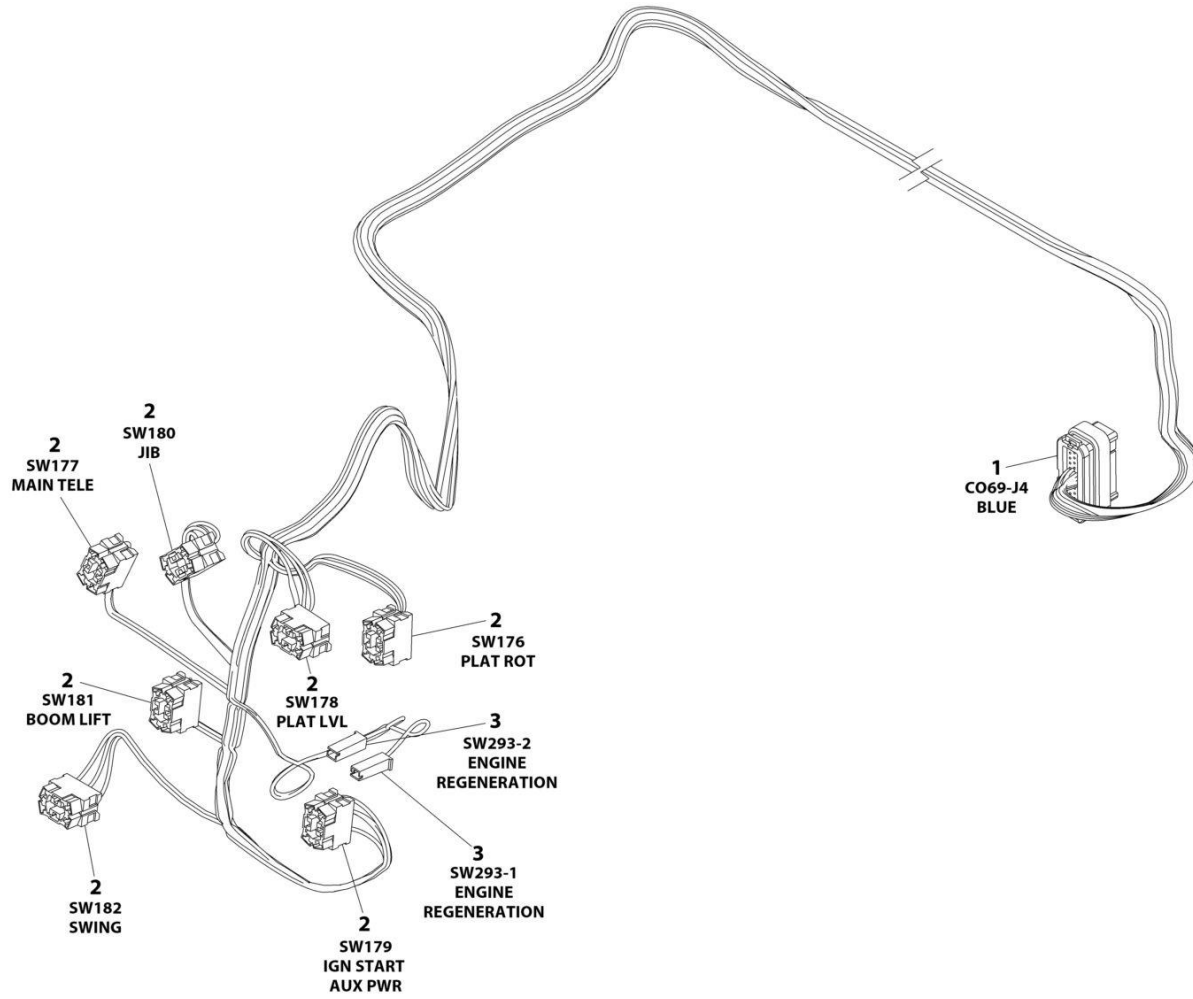 2
SW180
JIB
2
SW177
MAIN TELE
1
CO69-J4
BLUE
2
SW176
PLAT ROT
2
SW178
PLAT LVL
2
SW181
BOOM LIFT
3
SW293-2
ENGINE
REGENERATION
3
SW293-1
ENGINE
REGENERATION
2
SW182
SWING
2
SW179
IGN START
AUX PWR